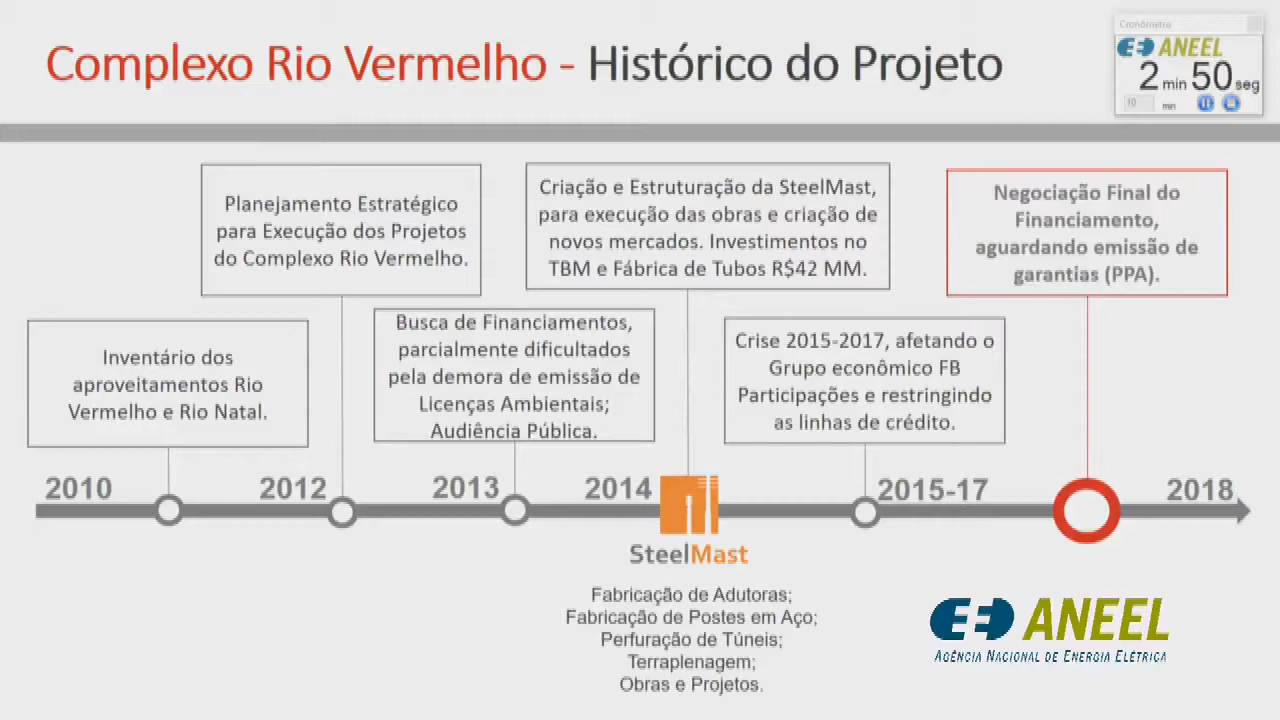 Complexo Rio Vermelho - Histórico do Projeto
Cronômetro
ANEEL
2 min 50 seg
10 mn
Planejamento Estratégico
para Execução dos Projetos
do Complexo Rio Vermelho.
Criação e Estruturação da SteelMast,
para execução das obras e criação de
novos mercados. Investimentos no
TBM e Fábrica de Tubos R$42 MM.
Negociação Final do
Financiamento,
aguardando emissão de
garantias (PPA).
Inventário dos
aproveitamentos Rio
Vermelho e Rio Natal.
Busca de Financiamentos,
parcialmente dificultados
pela demora de emissão de
Licenças Ambientais;
Audiência Pública.
Crise 2015-2017, afetando o
Grupo econômico FB
Participações e restringindo
as linhas de crédito.
2010 2012 2013 2014 2015-17 2018
SteelMast
Fabricação de Adutoras;
Fabricação de Postes em Aço;
Perfuração de Túneis;
Terraplenagem;
Obras e Projetos.
ANEEL
AGÊNCIA NACIONAL DE ENERGIA ELÉTRICA